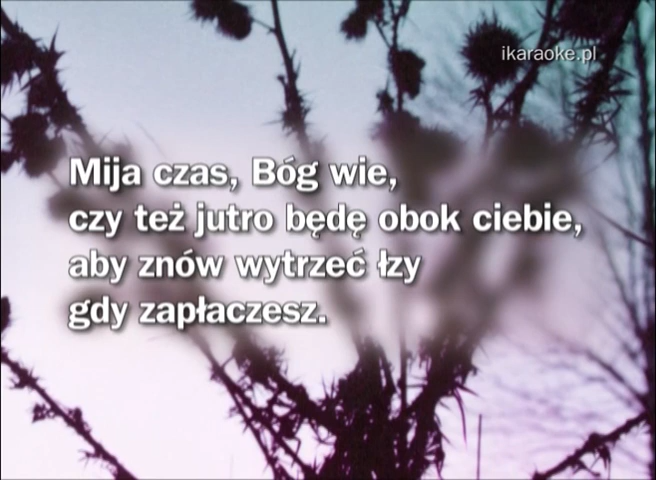 ikaraoke.pl
Mija czas, Bóg wie,
czy też jutro będę obok ciebie,
aby znów wytrzeć łzy
gdy zapłaczesz.